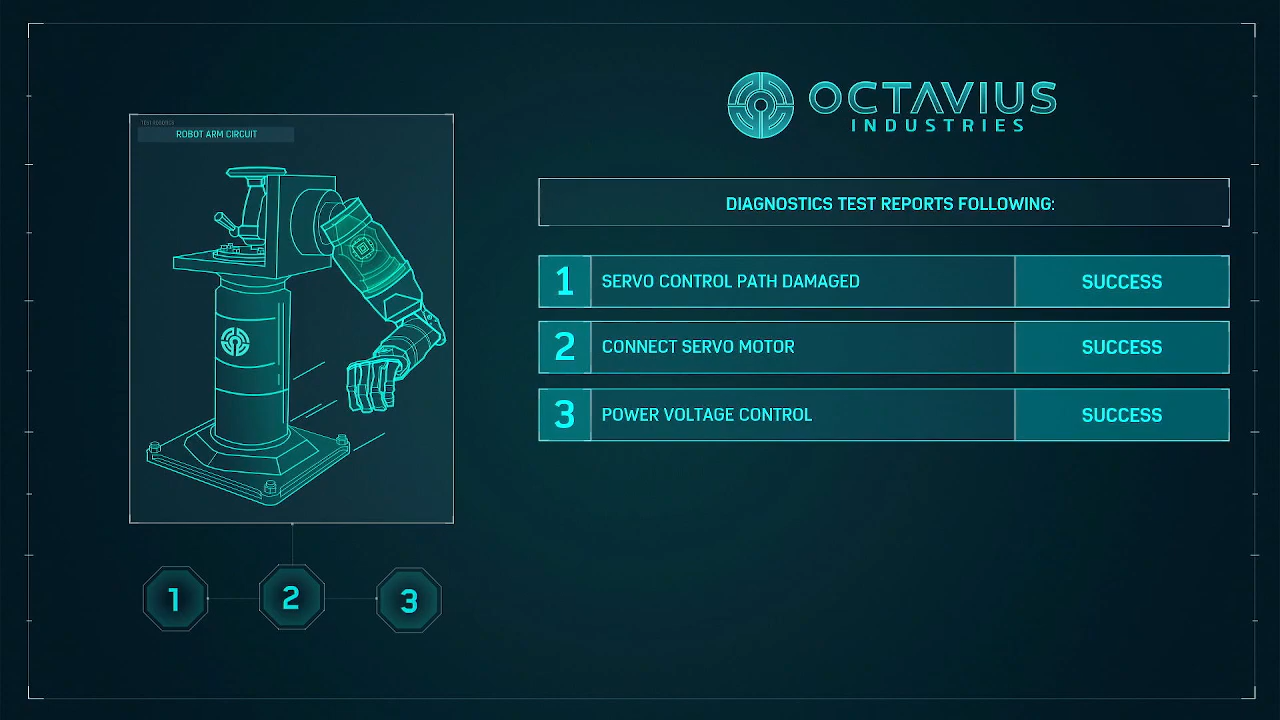 OCTAVIUS
INDUSTRIES
ROBOT ARM CIRCUIT
DIAGNOSTICS TEST REPORTS FOLLOWING:
1 SERVO CONTROL PATH DAMAGED SUCCESS
2 CONNECT SERVO MOTOR SUCCESS
3 POWER VOLTAGE CONTROL SUCCESS
1 2 3